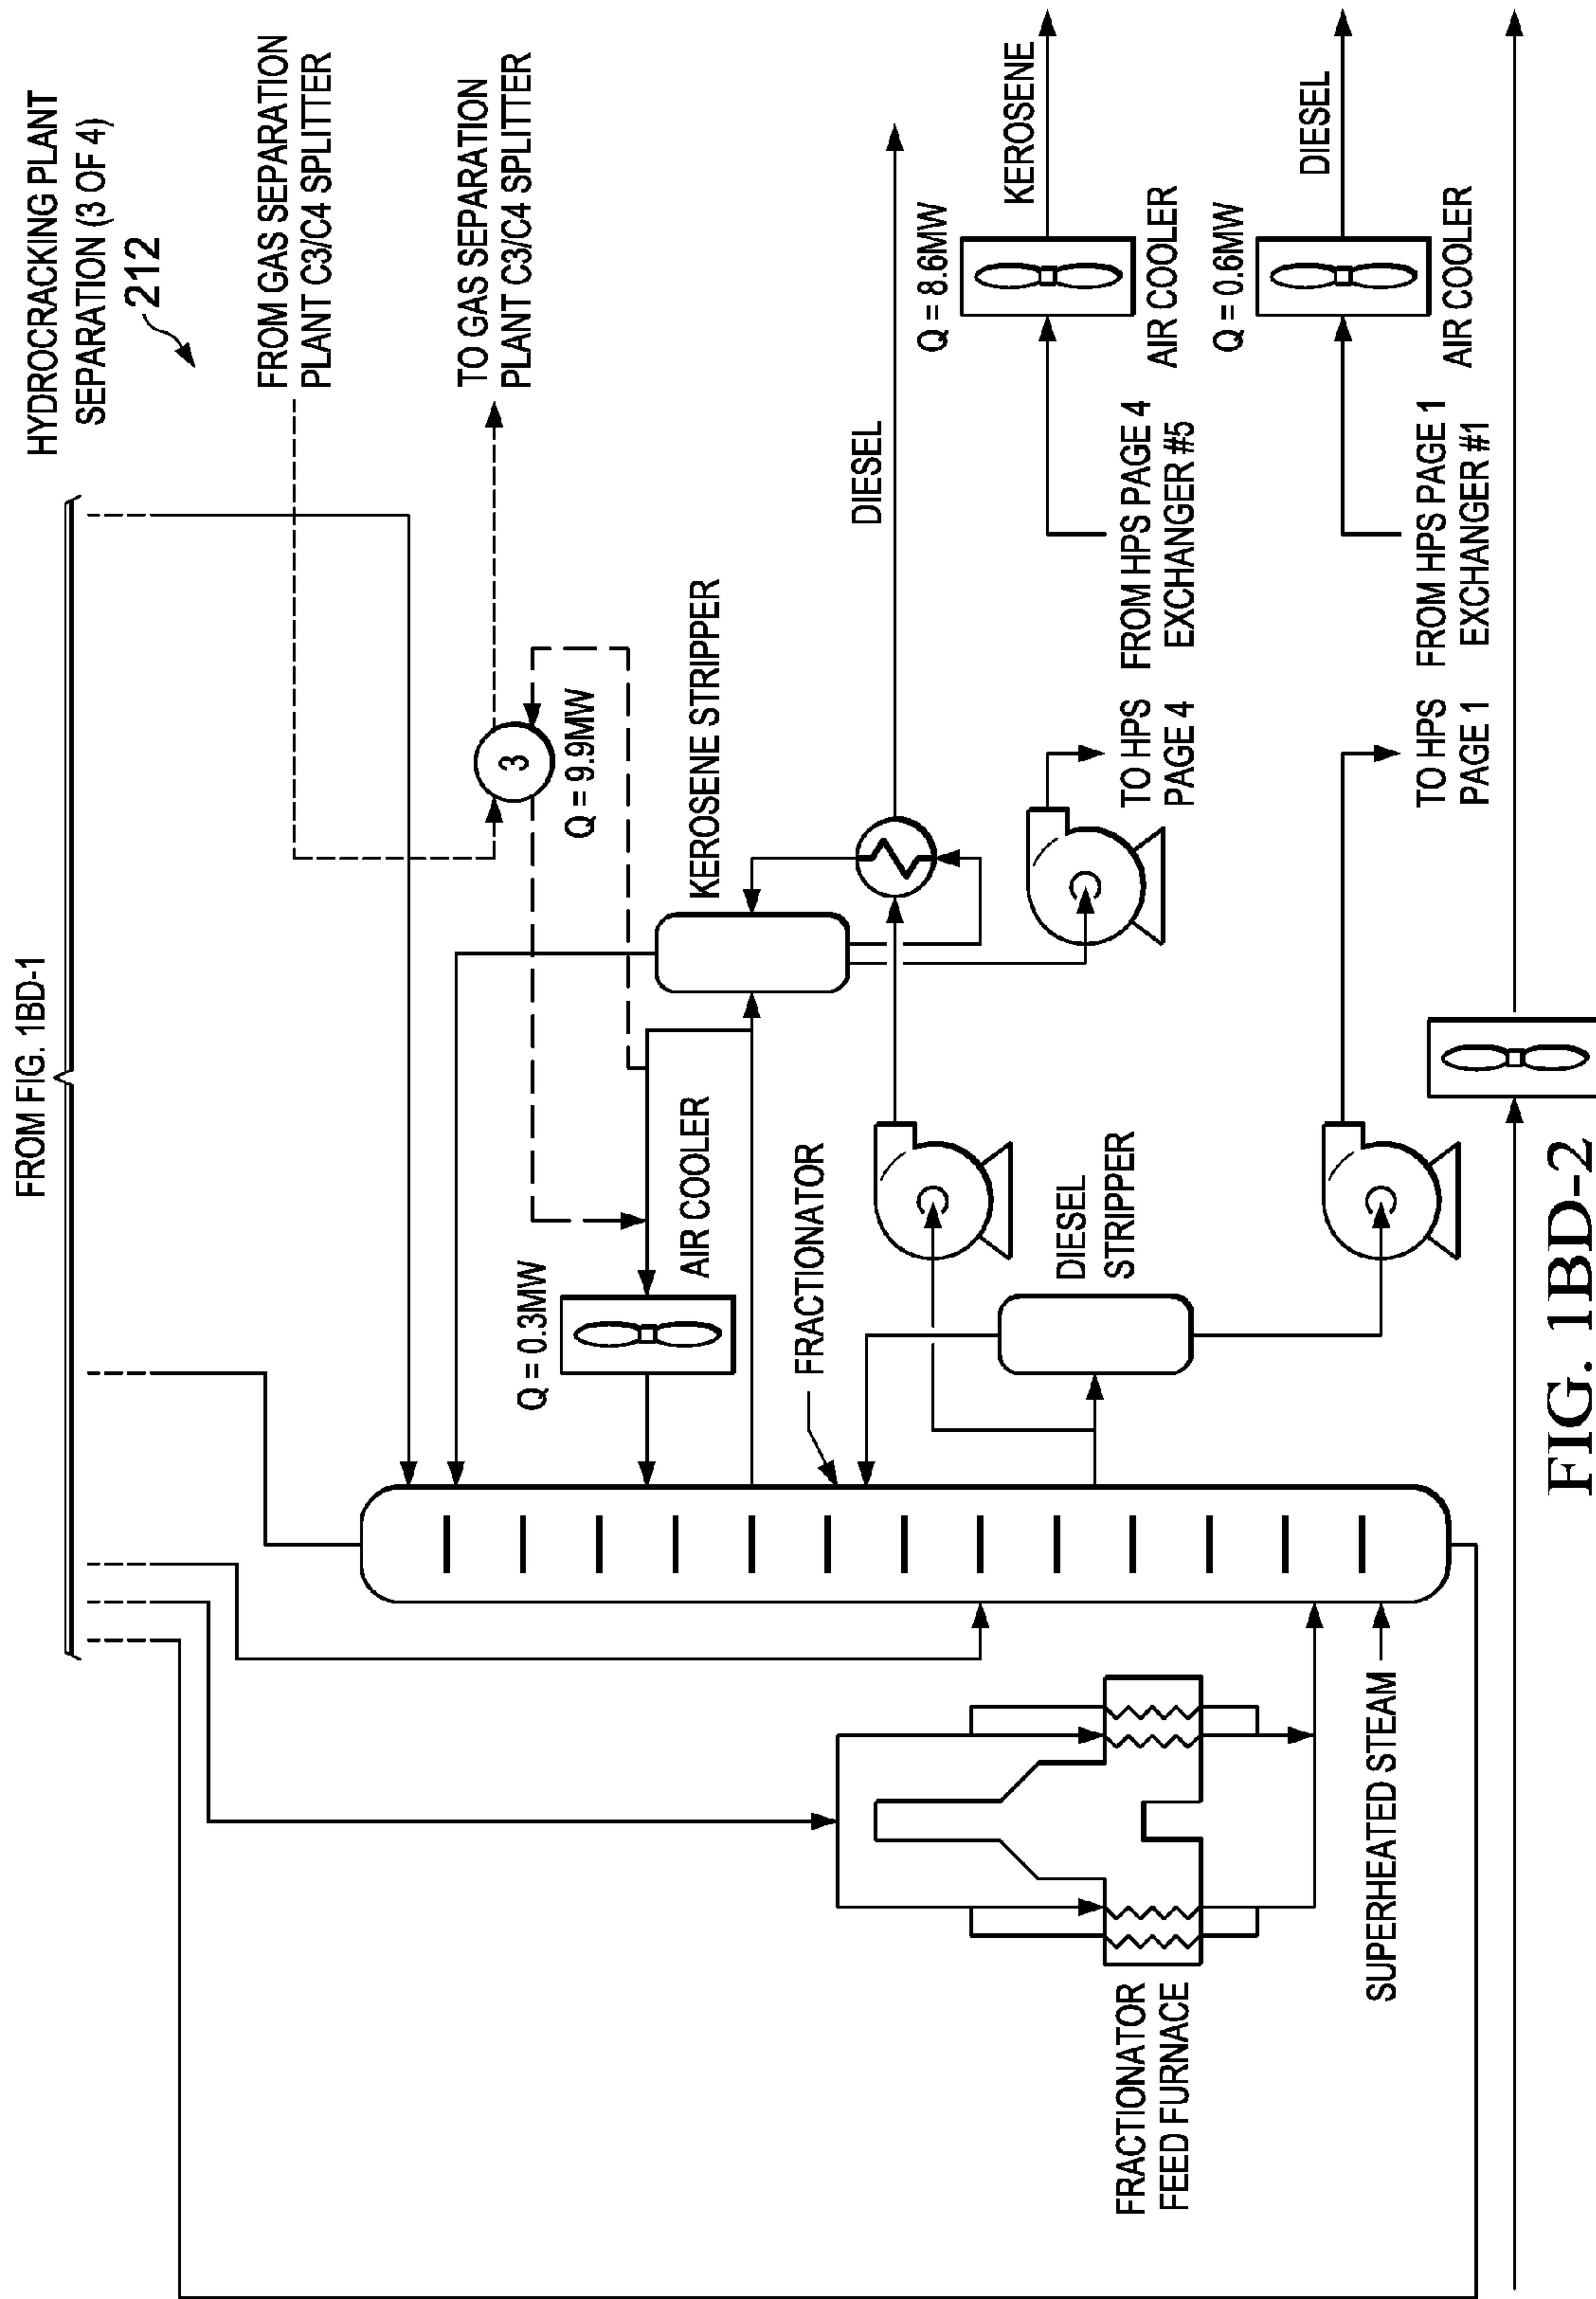 HYDROCRACKING PLANT
SEPARATION (3 OF 4)
212
FROM FIG. 1BD-1
FROM GAS SEPARATION
PLANT C3/C4 SPLITTER
TO GAS SEPARATION
PLANT C3/C4 SPLITTER
3
Q = 9.9MW
Q = 0.3MW
AIR COOLER
KEROSENE STRIPPER
FRACTIONATOR
DIESEL
DIESEL
STRIPPER
Q = 8.6MW
KEROSENE
AIR COOLER
TO HPS
PAGE 4
FROM HPS PAGE 4
EXCHANGER #5
Q = 0.6MW
DIESEL
AIR COOLER
TO HPS
PAGE 1
FROM HPS PAGE 1
EXCHANGER #1
FRACTIONATOR
FEED FURNACE
SUPERHEATED STEAM
FIG. 1BD-2